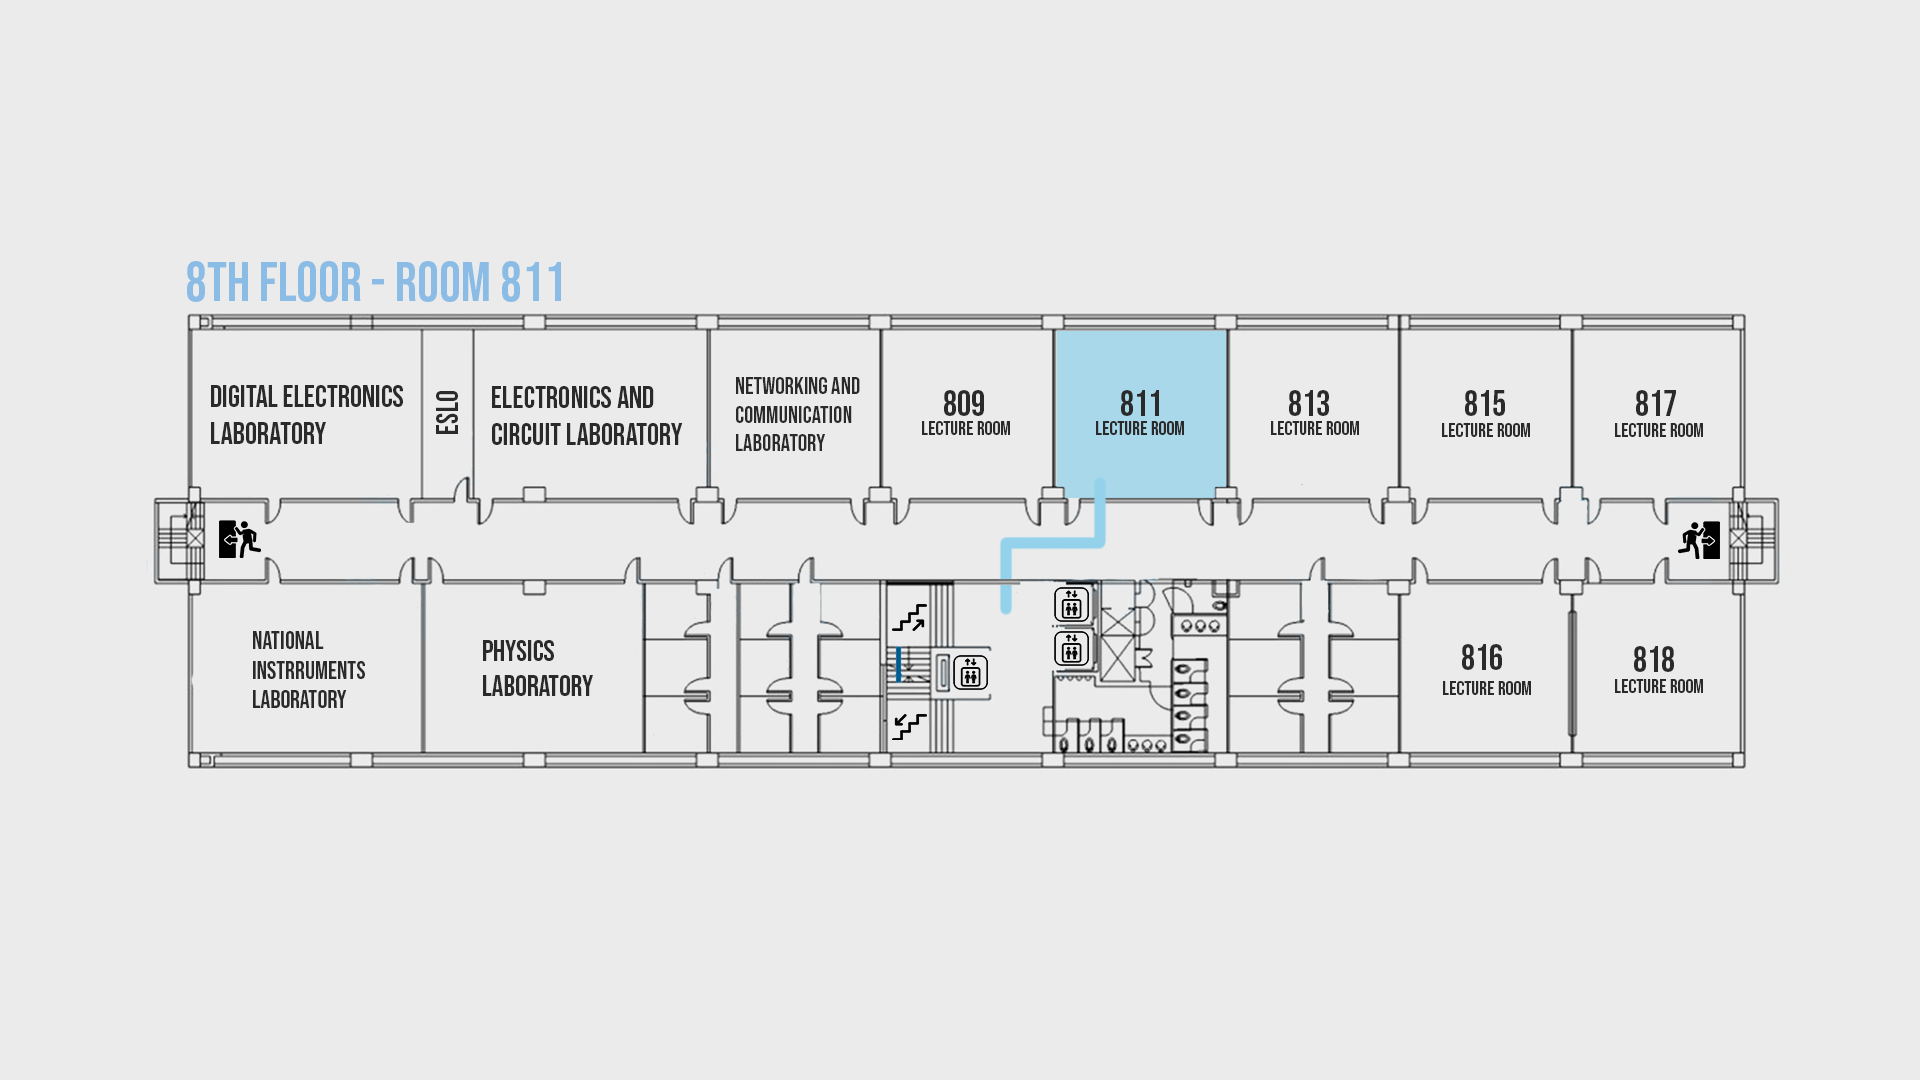 8TH FLOOR - ROOM 811
DIGITAL ELECTRONICS
LABORATORY
ESLO
ELECTRONICS AND
CIRCUIT LABORATORY
NETWORKING AND
COMMUNICATION
LABORATORY
809
LECTURE ROOM
811
LECTURE ROOM
813
LECTURE ROOM
815
LECTURE ROOM
817
LECTURE ROOM
NATIONAL
INSTRRUMENTS
LABORATORY
PHYSICS
LABORATORY
816
LECTURE ROOM
818
LECTURE ROOM